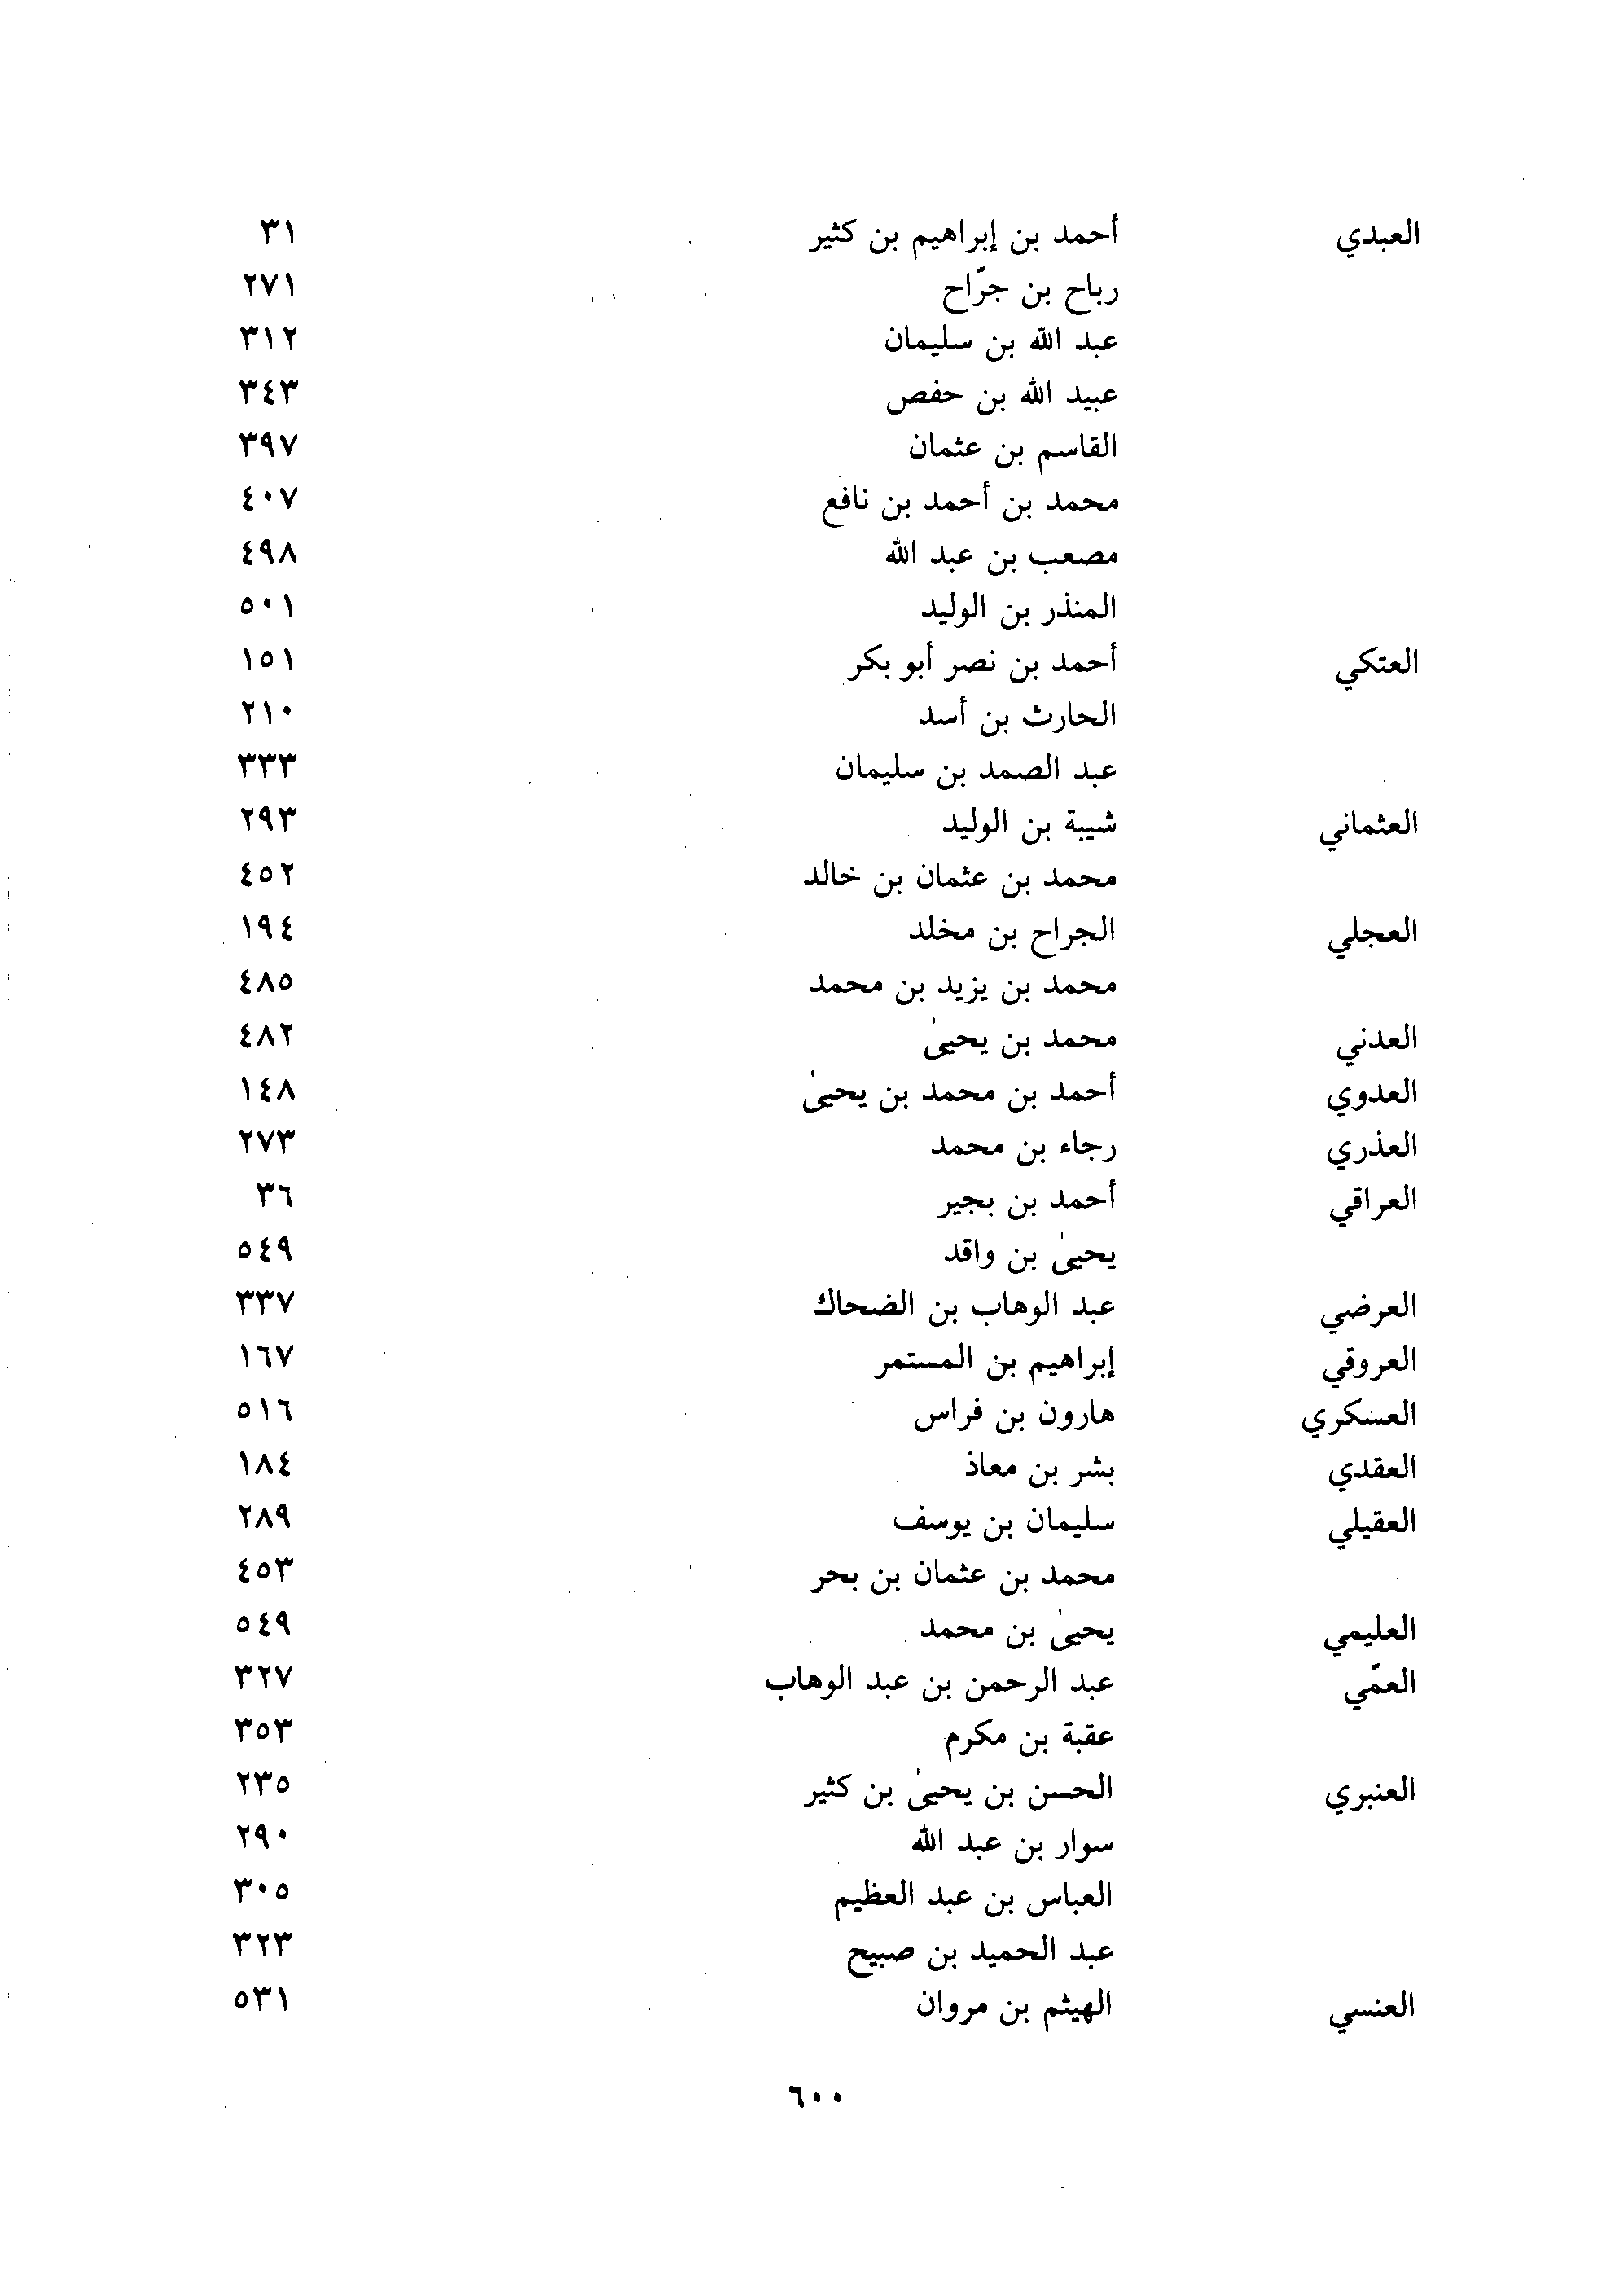 العبدي أحمد بن إبراهيم بن كثير ٣١
رباح بن جرّاح ٢٧١
عبد الله بن سليمان ٣١٢
عبيد الله بن حفص ٣٤٣
القاسم بن عثمان ٣٩٧
محمد بن أحمد بن نافع ٤٠٧
مصعب بن عبد الله ٤٩٨
المنذر بن الوليد ٥٠١
العتكي أحمد بن نصر أبو بكر ١٥١
الحارث بن أسد ٢١٠
عبد الصمد بن سليمان ٣٣٣
العثماني شيبة بن الوليد ٢٩٣
محمد بن عثمان بن خالد ٤٥٢
العجلي الجراح بن مخلد ١٩٤
محمد بن يزيد بن محمد ٤٨٥
العدني محمد بن يحيىٰ ٤٨٢
العدوي أحمد بن محمد بن يحيىٰ ١٤٨
العذري رجاء بن محمد ٢٧٣
العراقي أحمد بن بجير ٣٦
يحيىٰ بن واقد ٥٤٩
العرضي عبد الوهاب بن الضحاك ٣٣٧
العروقي إبراهيم بن المستمر ١٦٧
العسكري هارون بن فراس ٥١٦
العقدي بشر بن معاذ ١٨٤
العقيلي سليمان بن يوسف ٢٨٩
محمد بن عثمان بن بحر ٤٥٣
العليمي يحيىٰ بن محمد ٥٤٩
العمّي عبد الرحمن بن عبد الوهاب ٣٢٧
عقبة بن مكرم ٣٥٣
العنبري الحسن بن يحيىٰ بن كثير ٢٣٥
سوار بن عبد الله ٢٩٠
العباس بن عبد العظيم ٣٠٥
عبد الحميد بن صبيح ٣٢٣
العنسي الهيثم بن مروان ٥٣١
٦٠٠